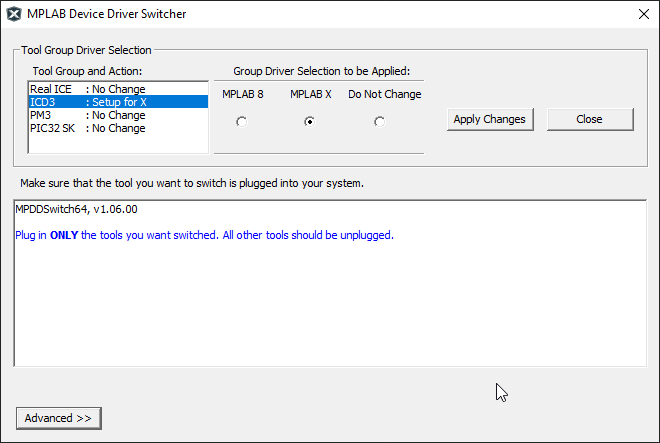 MPLAB Device Driver Switcher
Tool Group Driver Selection
Tool Group and Action:
Real ICE : No Change
ICD3 : Setup for X
PM3 : No Change
PIC32 SK : No Change
Group Driver Selection to be Applied:
MPLAB 8 MPLAB X Do Not Change
Apply Changes
Close
Make sure that the tool you want to switch is plugged into your system.
MPDDSwitch64, v1.06.00
Plug in ONLY the tools you want switched. All other tools should be unplugged.
Advanced >>